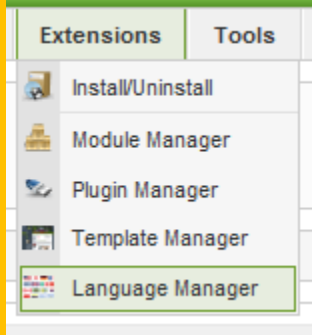 Extensions Tools
Install/Uninstall
Module Manager
Plugin Manager
Template Manager
Language Manager